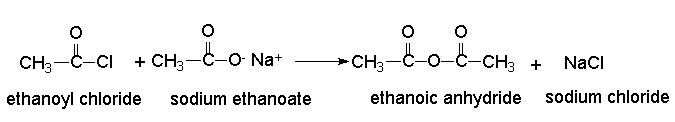 O O O O
CH3–C–Cl + CH3–C–O- Na+ → CH3–C–O–C–CH3 + NaCl
ethanoyl chloride sodium ethanoate ethanoic anhydride sodium chloride